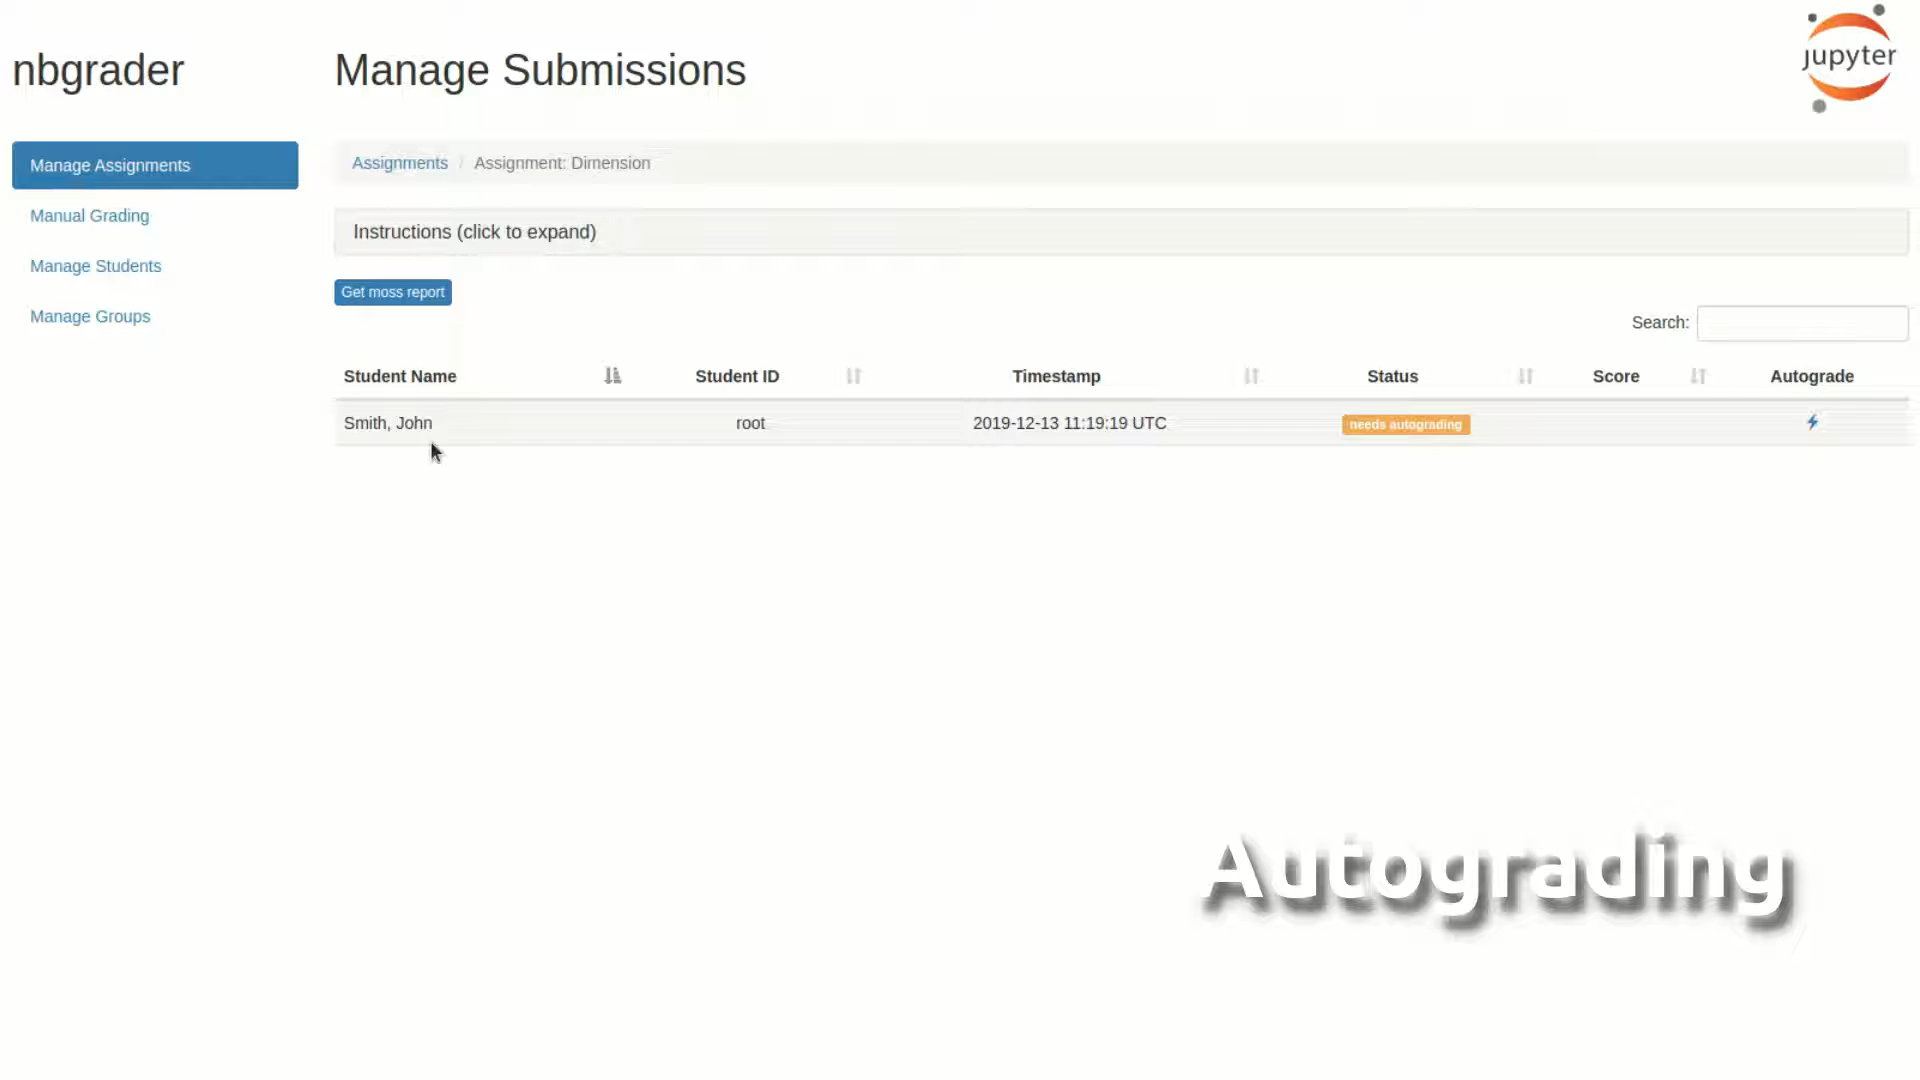 nbgrader
Manage Submissions
jupyter
Manage Assignments
Manual Grading
Manage Students
Manage Groups
Assignments / Assignment: Dimension
Instructions (click to expand)
Get moss report
Search:
Student Name Student ID Timestamp Status Score Autograde
Smith, John root 2019-12-13 11:19:19 UTC needs autograding
Autograding